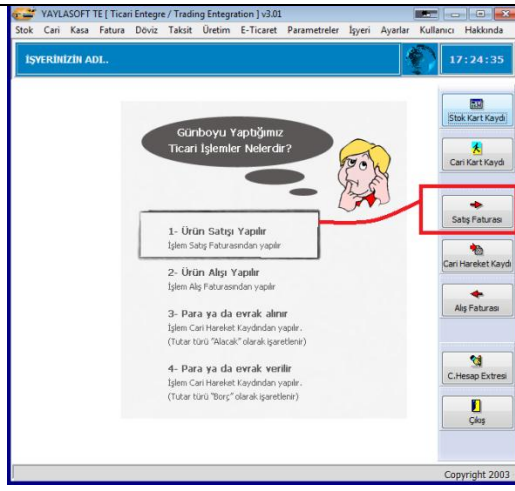 YAYLASOFT TE [ Ticari Entegre / Trading Entegration ] v3.01
Stok Cari Kasa Fatura Döviz Taksit Üretim E-Ticaret Parametreler İşyeri Ayarlar Kullanıcı Hakkında
İŞYERİNİZİN ADI..
17:24:35
Günboyu Yaptığımız
Ticari İşlemler Nelerdir?
1- Ürün Satışı Yapılır
İşlem Satış Faturasından yapılır
2- Ürün Alışı Yapılır
İşlem Alış Faturasından yapılır
3- Para ya da evrak alınır
İşlem Cari Hareket Kaydından yapılır.
(Tutar türü "Alacak" olarak işaretlenir)
4- Para ya da evrak verilir
İşlem Cari Hareket Kaydından yapılır.
(Tutar türü "Borç" olarak işaretlenir)
Stok Kart Kaydı
Cari Kart Kaydı
Satış Faturası
Cari Hareket Kaydı
Alış Faturası
C.Hesap Extresi
Çıkış
Copyright 2003